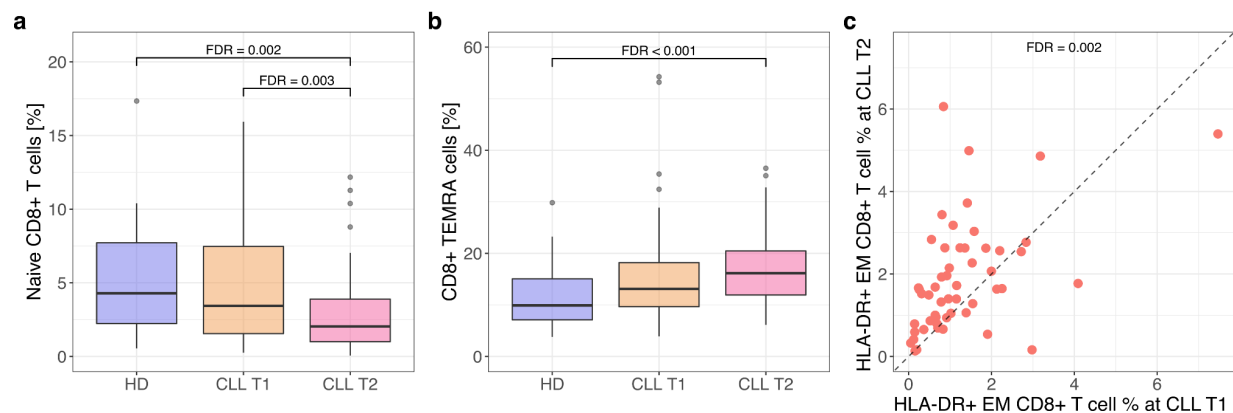 a
Naive CD8+ T cells [%]
20
15
10
5
0
FDR = 0.002
FDR = 0.003
HD
CLL T1
CLL T2
b
CD8+ TEMRA cells [%]
60
40
20
0
FDR < 0.001
HD
CLL T1
CLL T2
c
HLA-DR+ EM CD8+ T cell % at CLL T2
6
4
2
0
FDR = 0.002
0
2
4
6
HLA-DR+ EM CD8+ T cell % at CLL T1